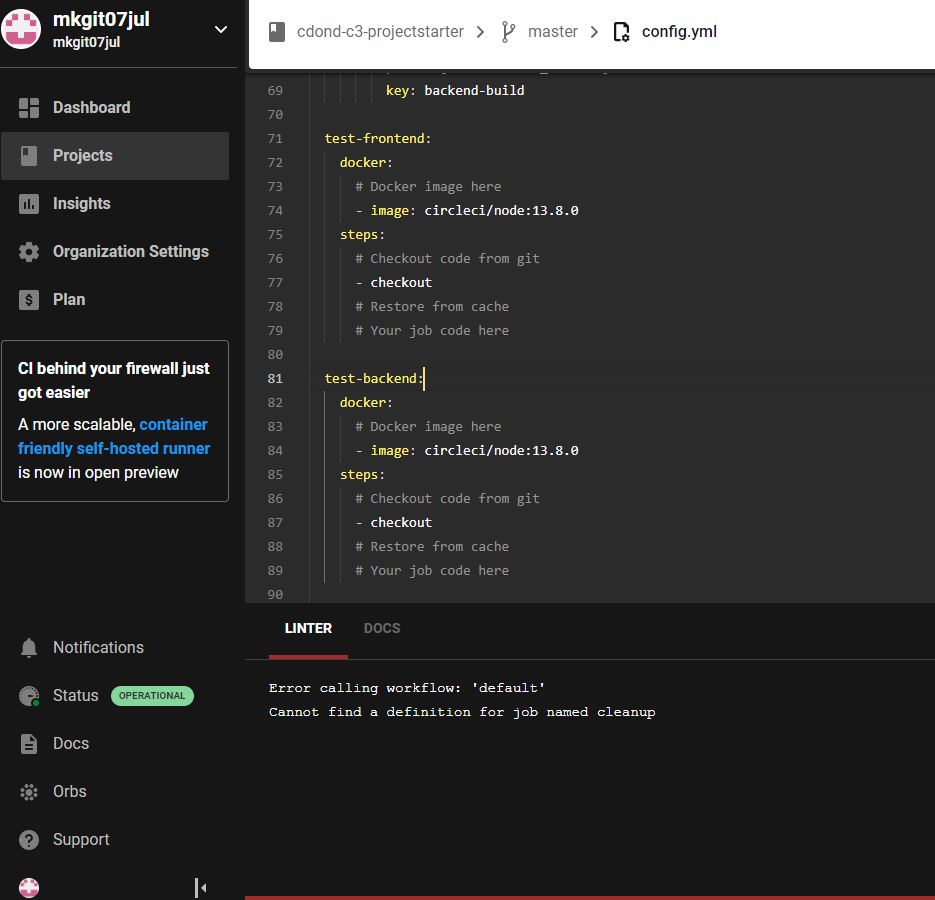 mkgit07jul
mkgit07jul
Dashboard
Projects
Insights
Organization Settings
Plan
CI behind your firewall just
got easier
A more scalable, container
friendly self-hosted runner
is now in open preview
Notifications
Status OPERATIONAL
Docs
Orbs
Support
cdond-c3-projectstarter > master > config.yml
69 key: backend-build
70
71 test-frontend:
72 docker:
73 # Docker image here
74 - image: circleci/node:13.8.0
75 steps:
76 # Checkout code from git
77 - checkout
78 # Restore from cache
79 # Your job code here
80
81 test-backend:
82 docker:
83 # Docker image here
84 - image: circleci/node:13.8.0
85 steps:
86 # Checkout code from git
87 - checkout
88 # Restore from cache
89 # Your job code here
90
LINTER DOCS
Error calling workflow: 'default'
Cannot find a definition for job named cleanup